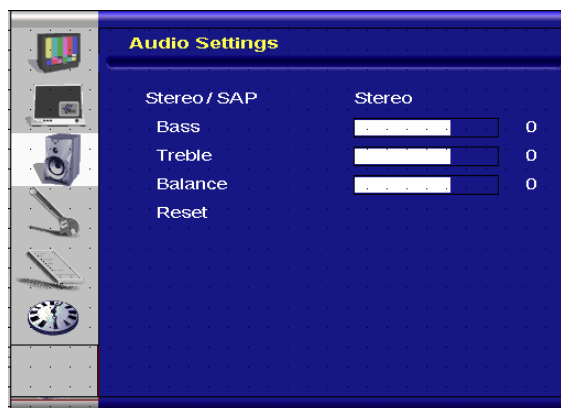 Audio Settings
Stereo / SAP Stereo
Bass 0
Treble 0
Balance 0
Reset